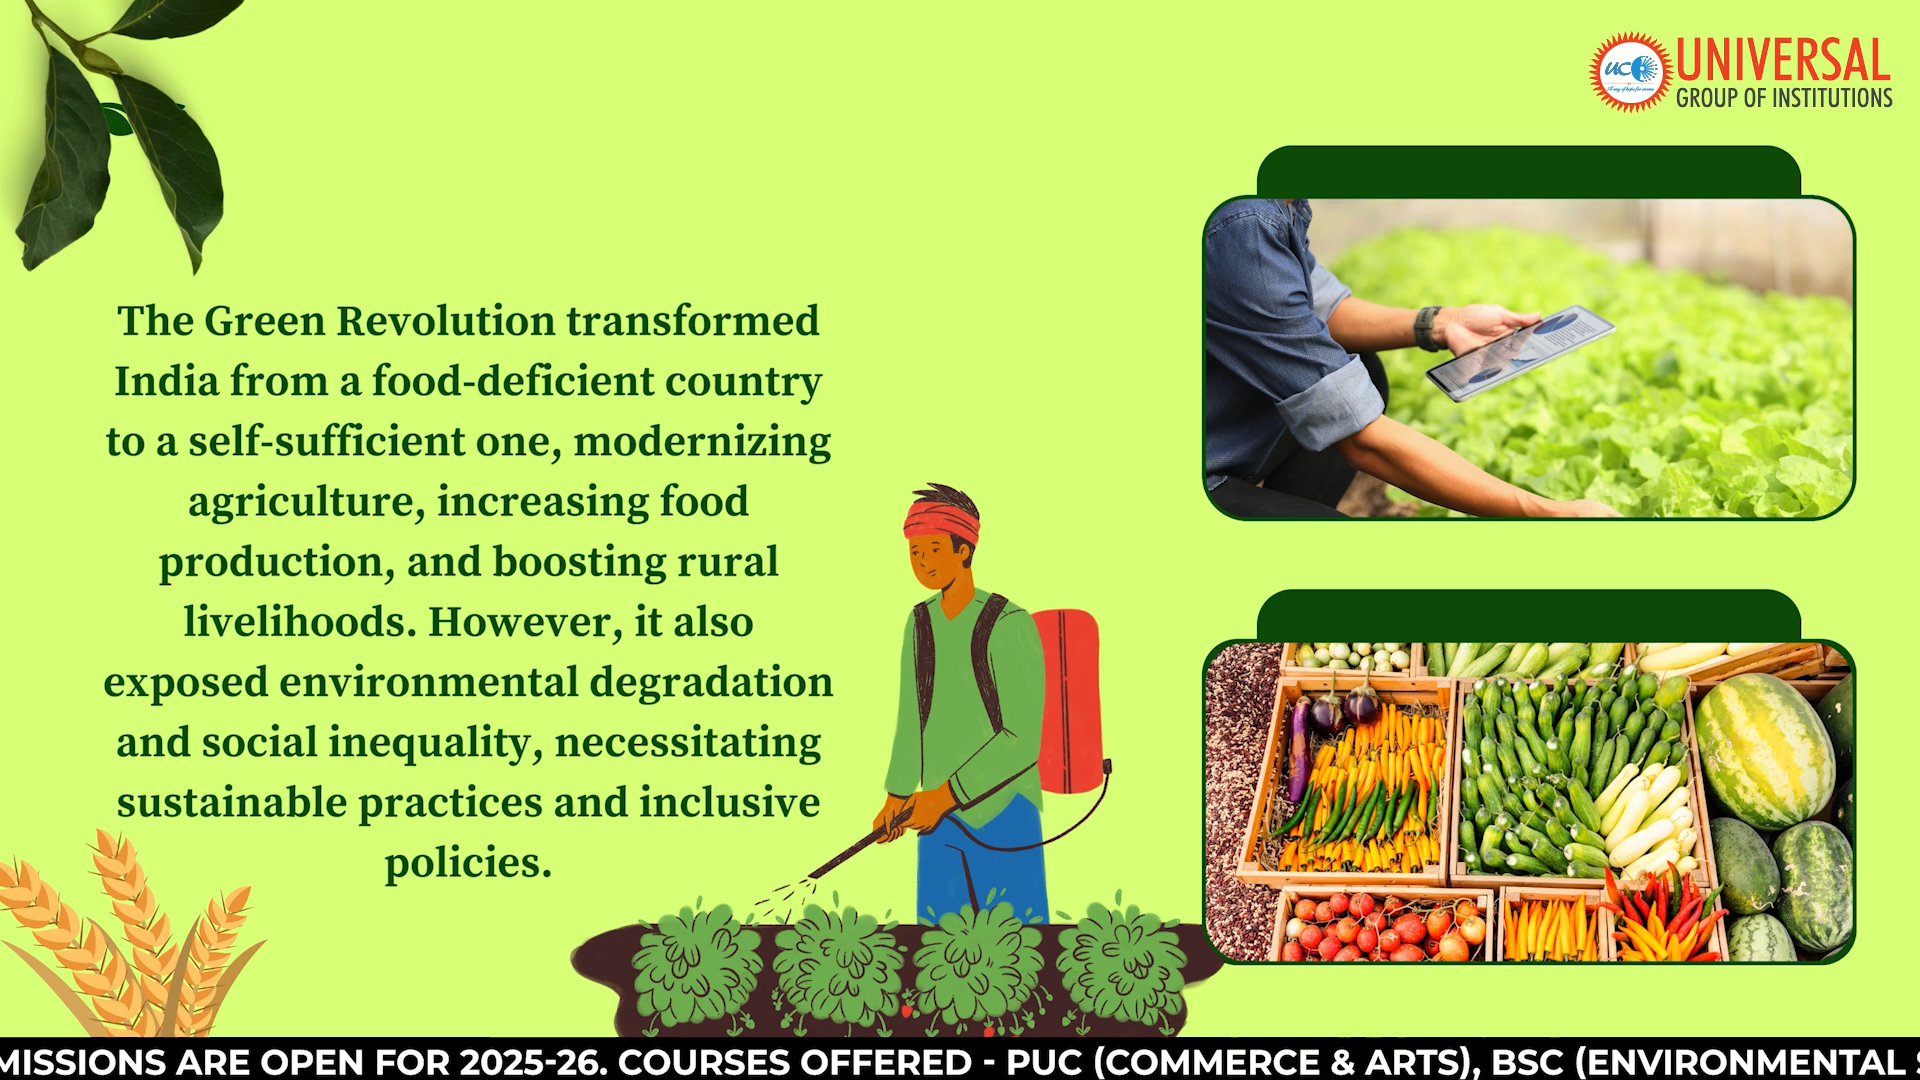 UCC
UNIVERSAL
GROUP OF INSTITUTIONS
The Green Revolution transformed
India from a food-deficient country
to a self-sufficient one, modernizing
agriculture, increasing food
production, and boosting rural
livelihoods. However, it also
exposed environmental degradation
and social inequality, necessitating
sustainable practices and inclusive
policies.
MISSIONS ARE OPEN FOR 2025-26. COURSES OFFERED - PUC (COMMERCE & ARTS), BSC (ENVIRONMENTAL S